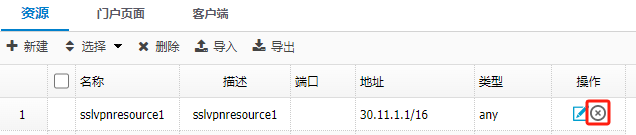 资源 门户页面 客户端
新建 选择 删除 导入 导出
名称 描述 端口 地址 类型 操作
1 sslvpnresource1 sslvpnresource1 30.11.1.1/16 any